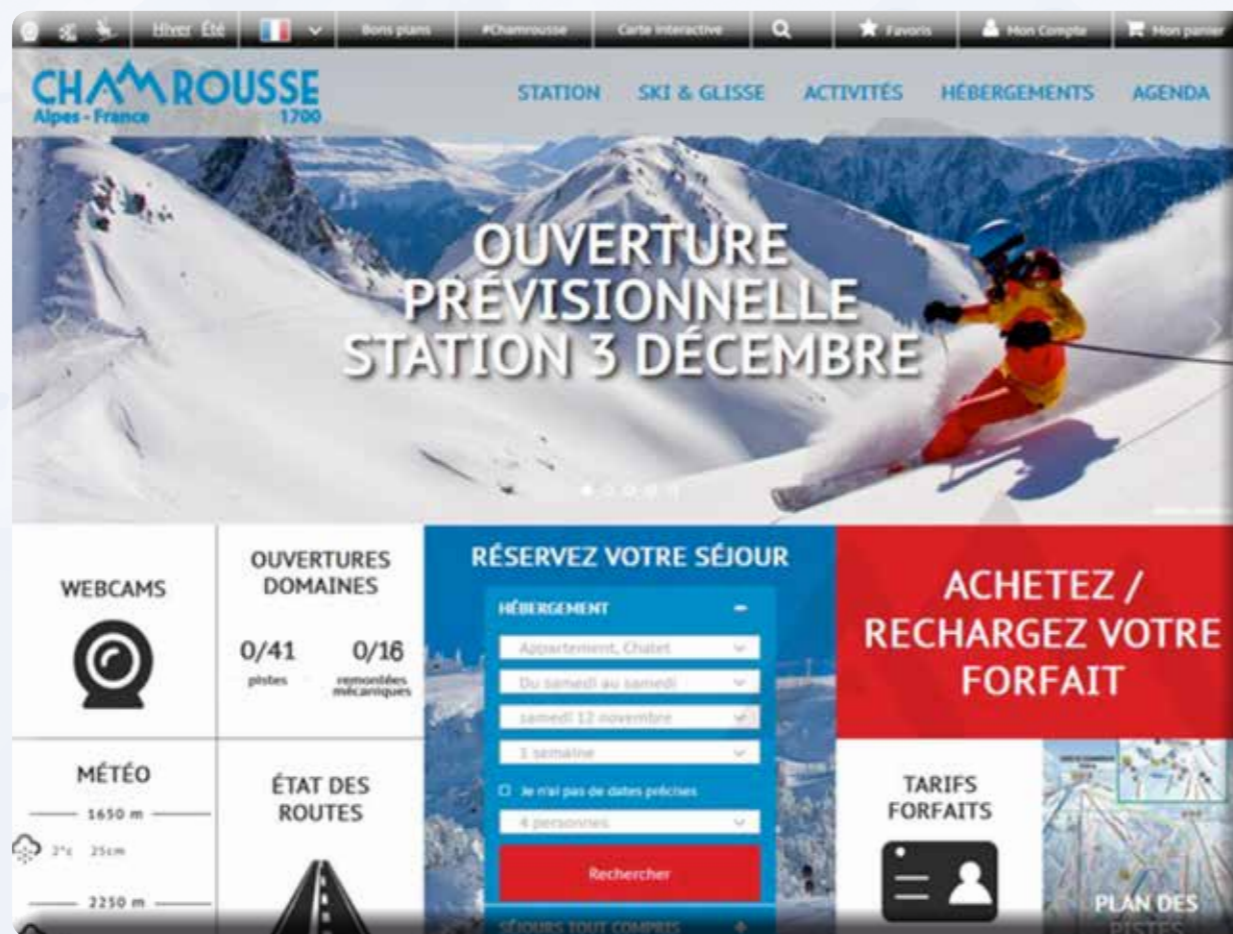 Hiver Été
Bons plans
#Chamrousse
Carte interactive
Favoris
Mon Compte
Mon panier
CHAMROUSSE
Alpes - France 1700
STATION
SKI & GLISSE
ACTIVITÉS
HÉBERGEMENTS
AGENDA
OUVERTURE
PRÉVISIONNELLE
STATION 3 DÉCEMBRE
WEBCAMS
OUVERTURES
DOMAINES
0/41 0/16
pistes remontées
mécaniques
MÉTÉO
1650 m
2°c 25cm
2250 m
ÉTAT DES
ROUTES
RÉSERVEZ VOTRE SÉJOUR
HÉBERGEMENT
Appartement, Chalet
Du samedi au samedi
samedi 12 novembre
1 semaine
Je n'ai pas de dates précises
4 personnes
Rechercher
SÉJOURS TOUT COMPRIS
ACHETEZ /
RECHARGEZ VOTRE
FORFAIT
TARIFS
FORFAITS
PLAN DES
PISTES